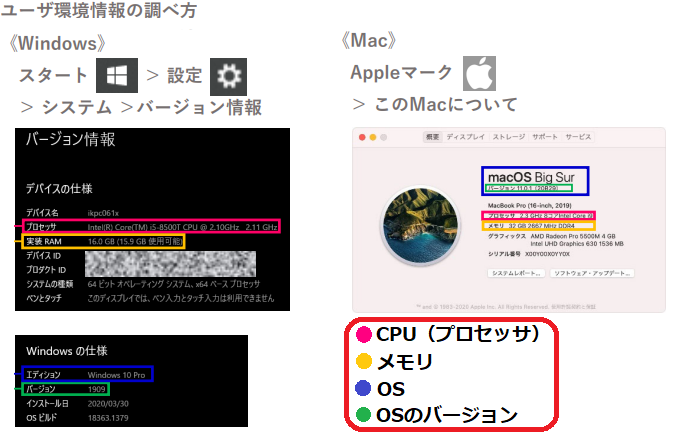 ユーザ環境情報の調べ方
《Windows》
スタート ＞ 設定
＞ システム ＞バージョン情報
バージョン情報
デバイスの仕様
デバイス名 ikpc061x
プロセッサ Intel(R) Core(TM) i5-8500T CPU @ 2.10GHz 2.11 GHz
実装 RAM 16.0 GB (15.9 GB 使用可能)
デバイス ID
プロダクト ID
システムの種類 64 ビット オペレーティング システム、x64 ベース プロセッサ
ペンとタッチ このディスプレイでは、ペン入力とタッチ入力は利用できません
Windows の仕様
エディション Windows 10 Pro
バージョン 1909
インストール日 2020/03/30
OS ビルド 18363.1379
《Mac》
Appleマーク
＞ このMacについて
概要 ディスプレイ ストレージ サポート サービス
macOS Big Sur
バージョン 11.0.1 (20B29)
MacBook Pro (16-inch, 2019)
プロセッサ 2.3 GHz 8コアIntel Core i9
メモリ 32 GB 2667 MHz DDR4
グラフィックス AMD Radeon Pro 5500M 4 GB
Intel UHD Graphics 630 1536 MB
シリアル番号 X00YX00X0YY0X
システムレポート... ソフトウェア・アップデート...
™ and © 1983-2020 Apple Inc. All Rights Reserved. 使用許諾契約と保証
CPU（プロセッサ）
メモリ
OS
OSのバージョン